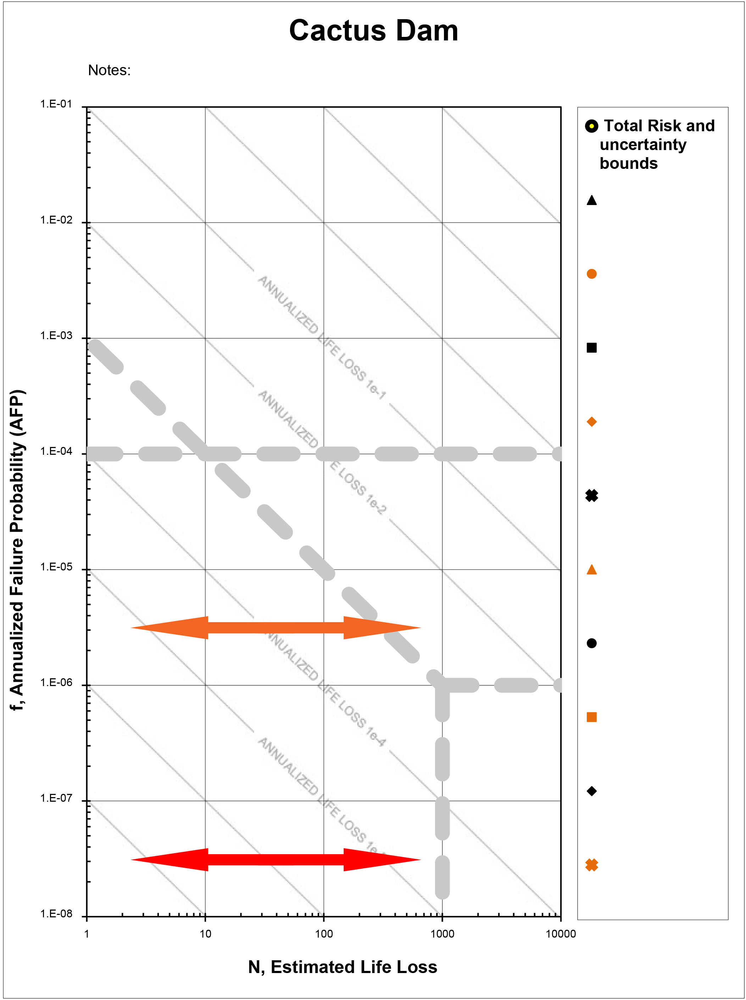 Cactus Dam
Notes:
1.E-01
1.E-02
1.E-03
1.E-04
1.E-05
1.E-06
1.E-07
1.E-08
f, Annualized Failure Probability (AFP)
ANNUALIZED LIFE LOSS 1e-1
ANNUALIZED
E LOSS 1e-2
NNUALIZED LIFE LOSS 1e-4
ANNUALIZED LIFE LOSS 1e-
1
10
100
1000
10000
N, Estimated Life Loss
Total Risk and
uncertainty
bounds